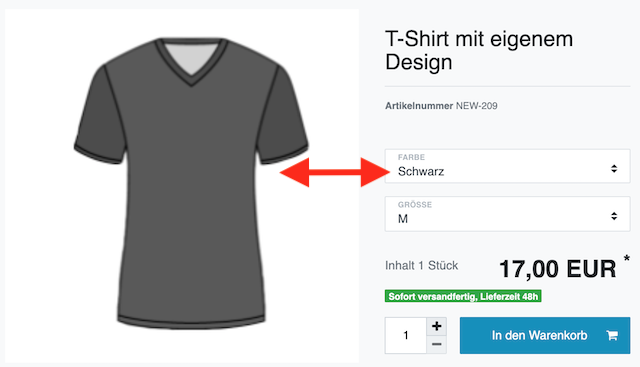 T-Shirt mit eigenem
Design
Artikelnummer NEW-209
FARBE
Schwarz
GRÖSSE
M
Inhalt 1 Stück
17,00 EUR *
Sofort versandfertig, Lieferzeit 48h
1
+
−
In den Warenkorb